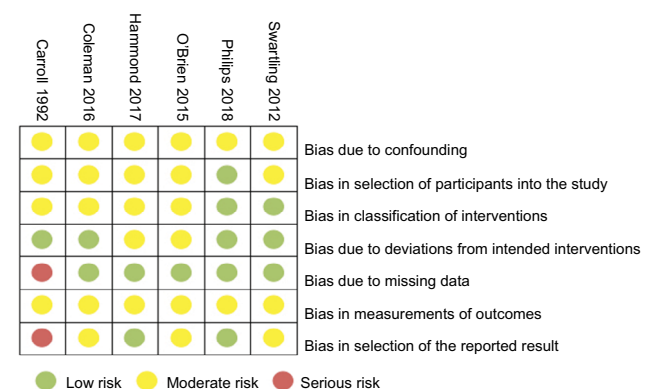 Carroll 1992
Coleman 2016
Hammond 2017
O'Brien 2015
Philips 2018
Swartling 2012
Bias due to confounding
Bias in selection of participants into the study
Bias in classification of interventions
Bias due to deviations from intended interventions
Bias due to missing data
Bias in measurements of outcomes
Bias in selection of the reported result
Low risk Moderate risk Serious risk